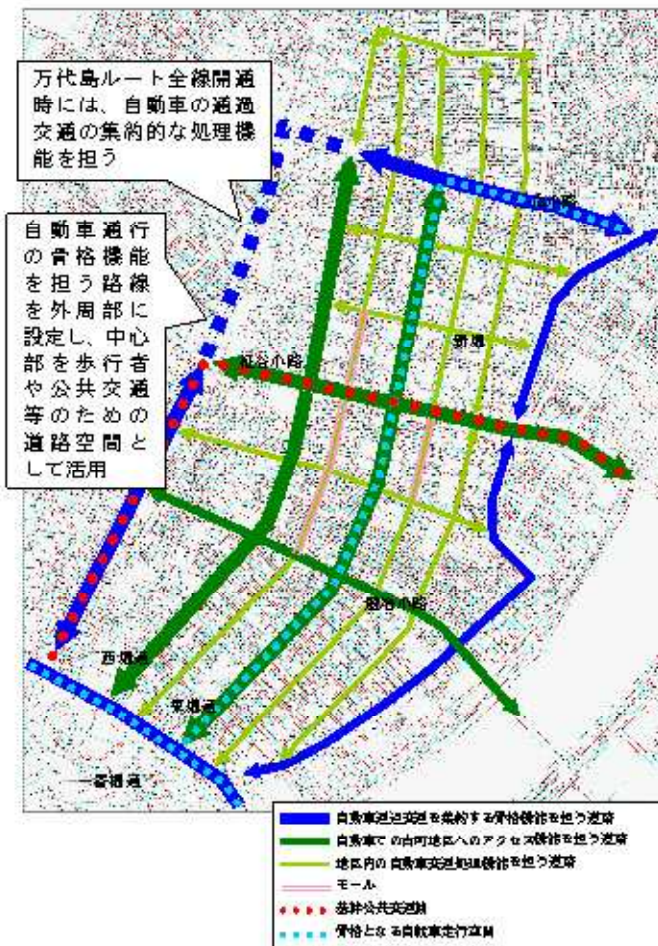 万代島ルート全線開通
時には、自動車の通過
交通の集約的な処理機
能を担う
自動車通行
の骨格機能
を担う路線
を外周部に
設定し、中心
部を歩行者
や公共交通
等のための
道路空間と
して活用
柾谷小路
西堀通
東堀通
一番堀通
自動車通過交通を集約する骨格機能を担う道路
自動車での古町地区へのアクセス機能を担う道路
地区内の自動車交通処理機能を担う道路
モール
基幹公共交通軸
骨格となる自転車走行空間